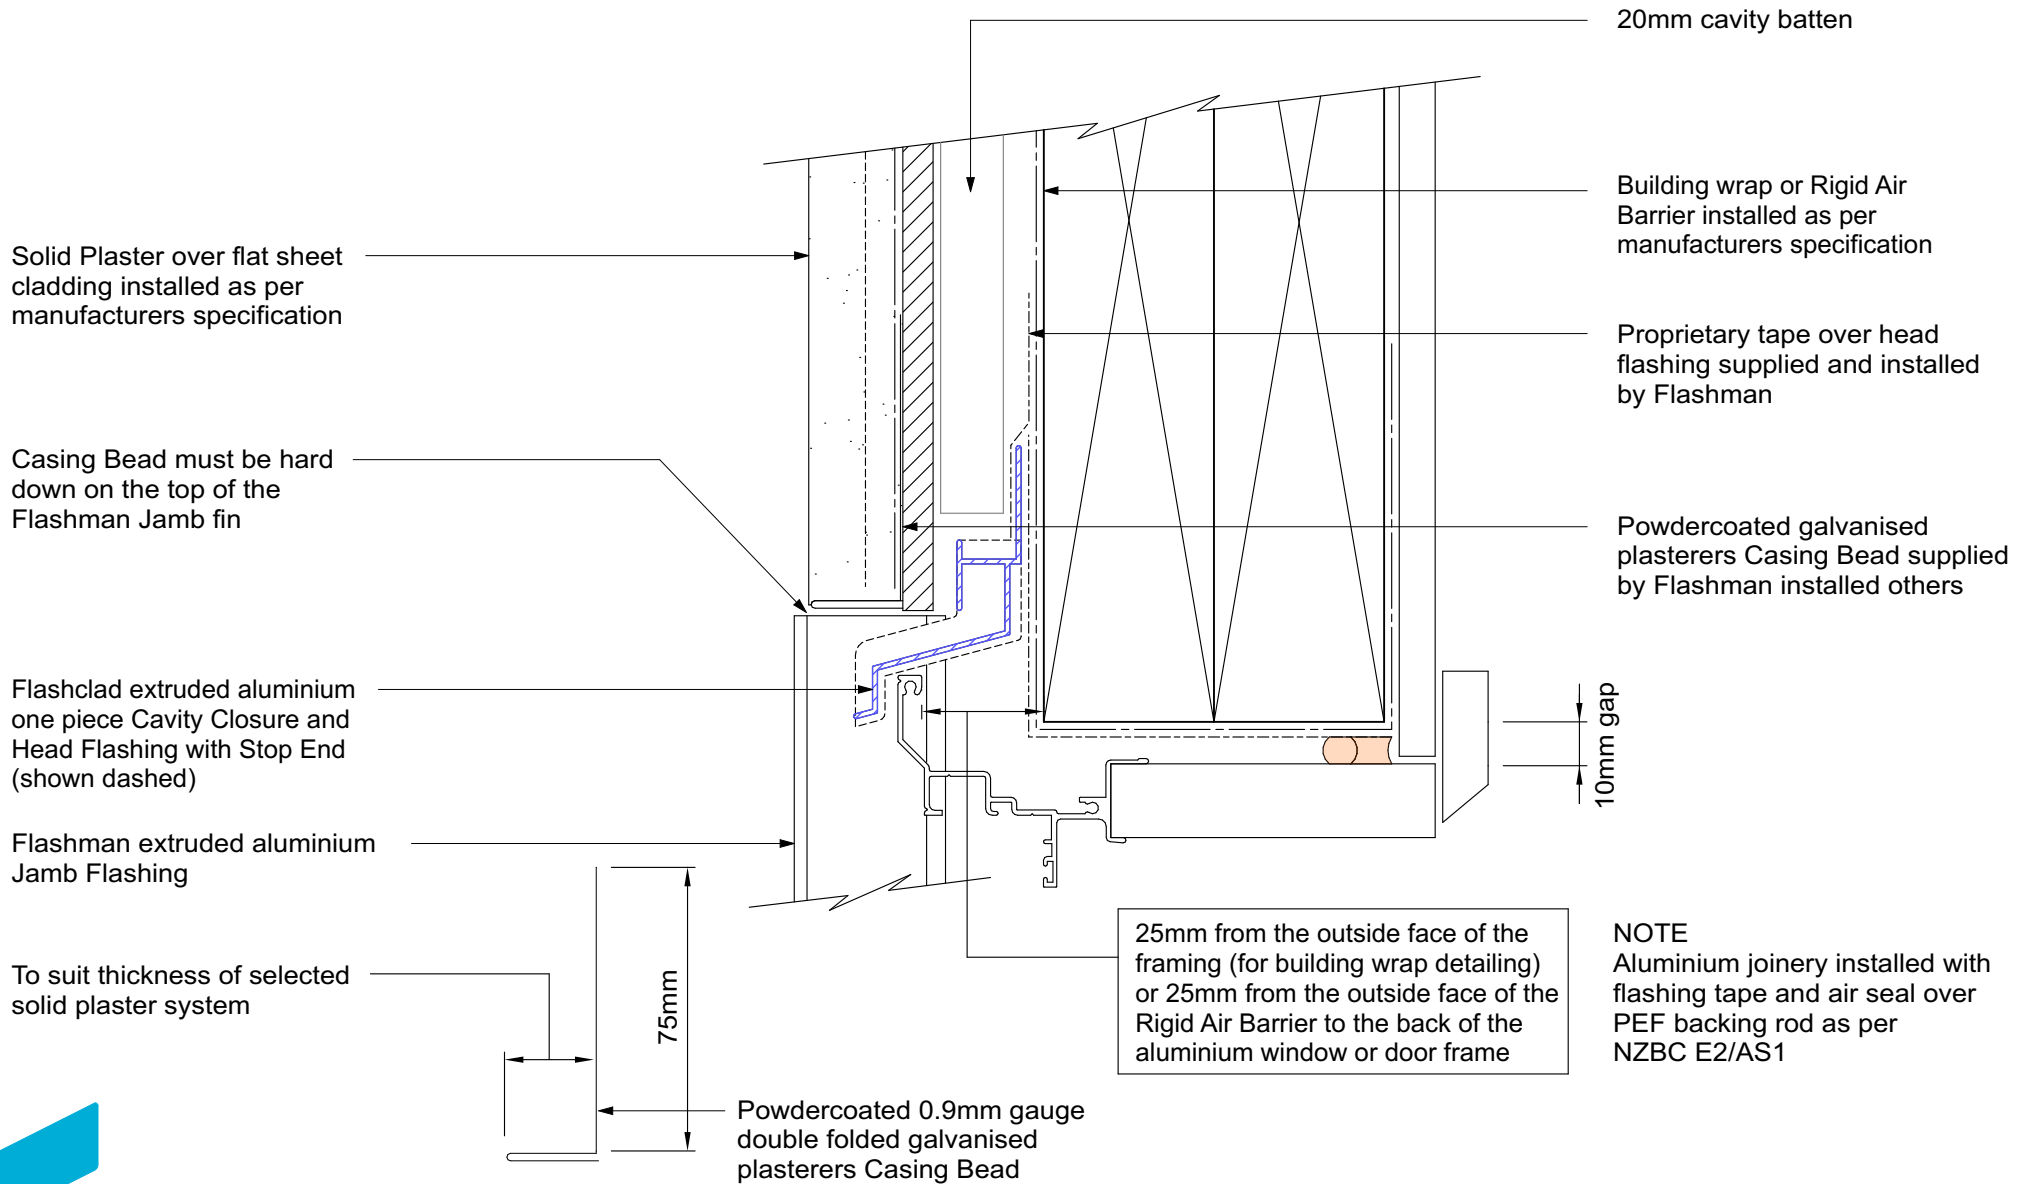 20mm cavity batten
Building wrap or Rigid Air
Barrier installed as per
manufacturers specification
Solid Plaster over flat sheet
cladding installed as per
manufacturers specification
Proprietary tape over head
flashing supplied and installed
by Flashman
Casing Bead must be hard
down on the top of the
Flashman Jamb fin
Powdercoated galvanised
plasterers Casing Bead supplied
by Flashman installed others
Flashclad extruded aluminium
one piece Cavity Closure and
Head Flashing with Stop End
(shown dashed)
10mm gap
Flashman extruded aluminium
Jamb Flashing
To suit thickness of selected
solid plaster system
75mm
25mm from the outside face of the
framing (for building wrap detailing)
or 25mm from the outside face of the
Rigid Air Barrier to the back of the
aluminium window or door frame
NOTE
Aluminium joinery installed with
flashing tape and air seal over
PEF backing rod as per
NZBC E2/AS1
Powdercoated 0.9mm gauge
double folded galvanised
plasterers Casing Bead